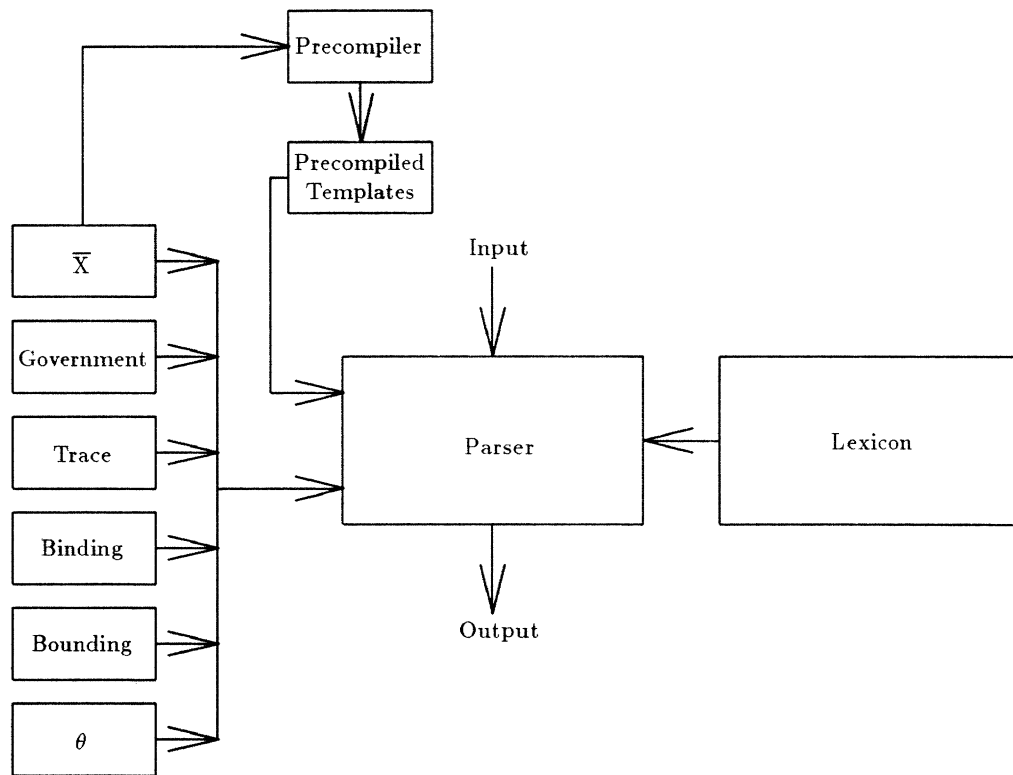 Precompiler
Precompiled
Templates
X̅
Input
Government
Trace
Parser
Lexicon
Binding
Output
Bounding
θ